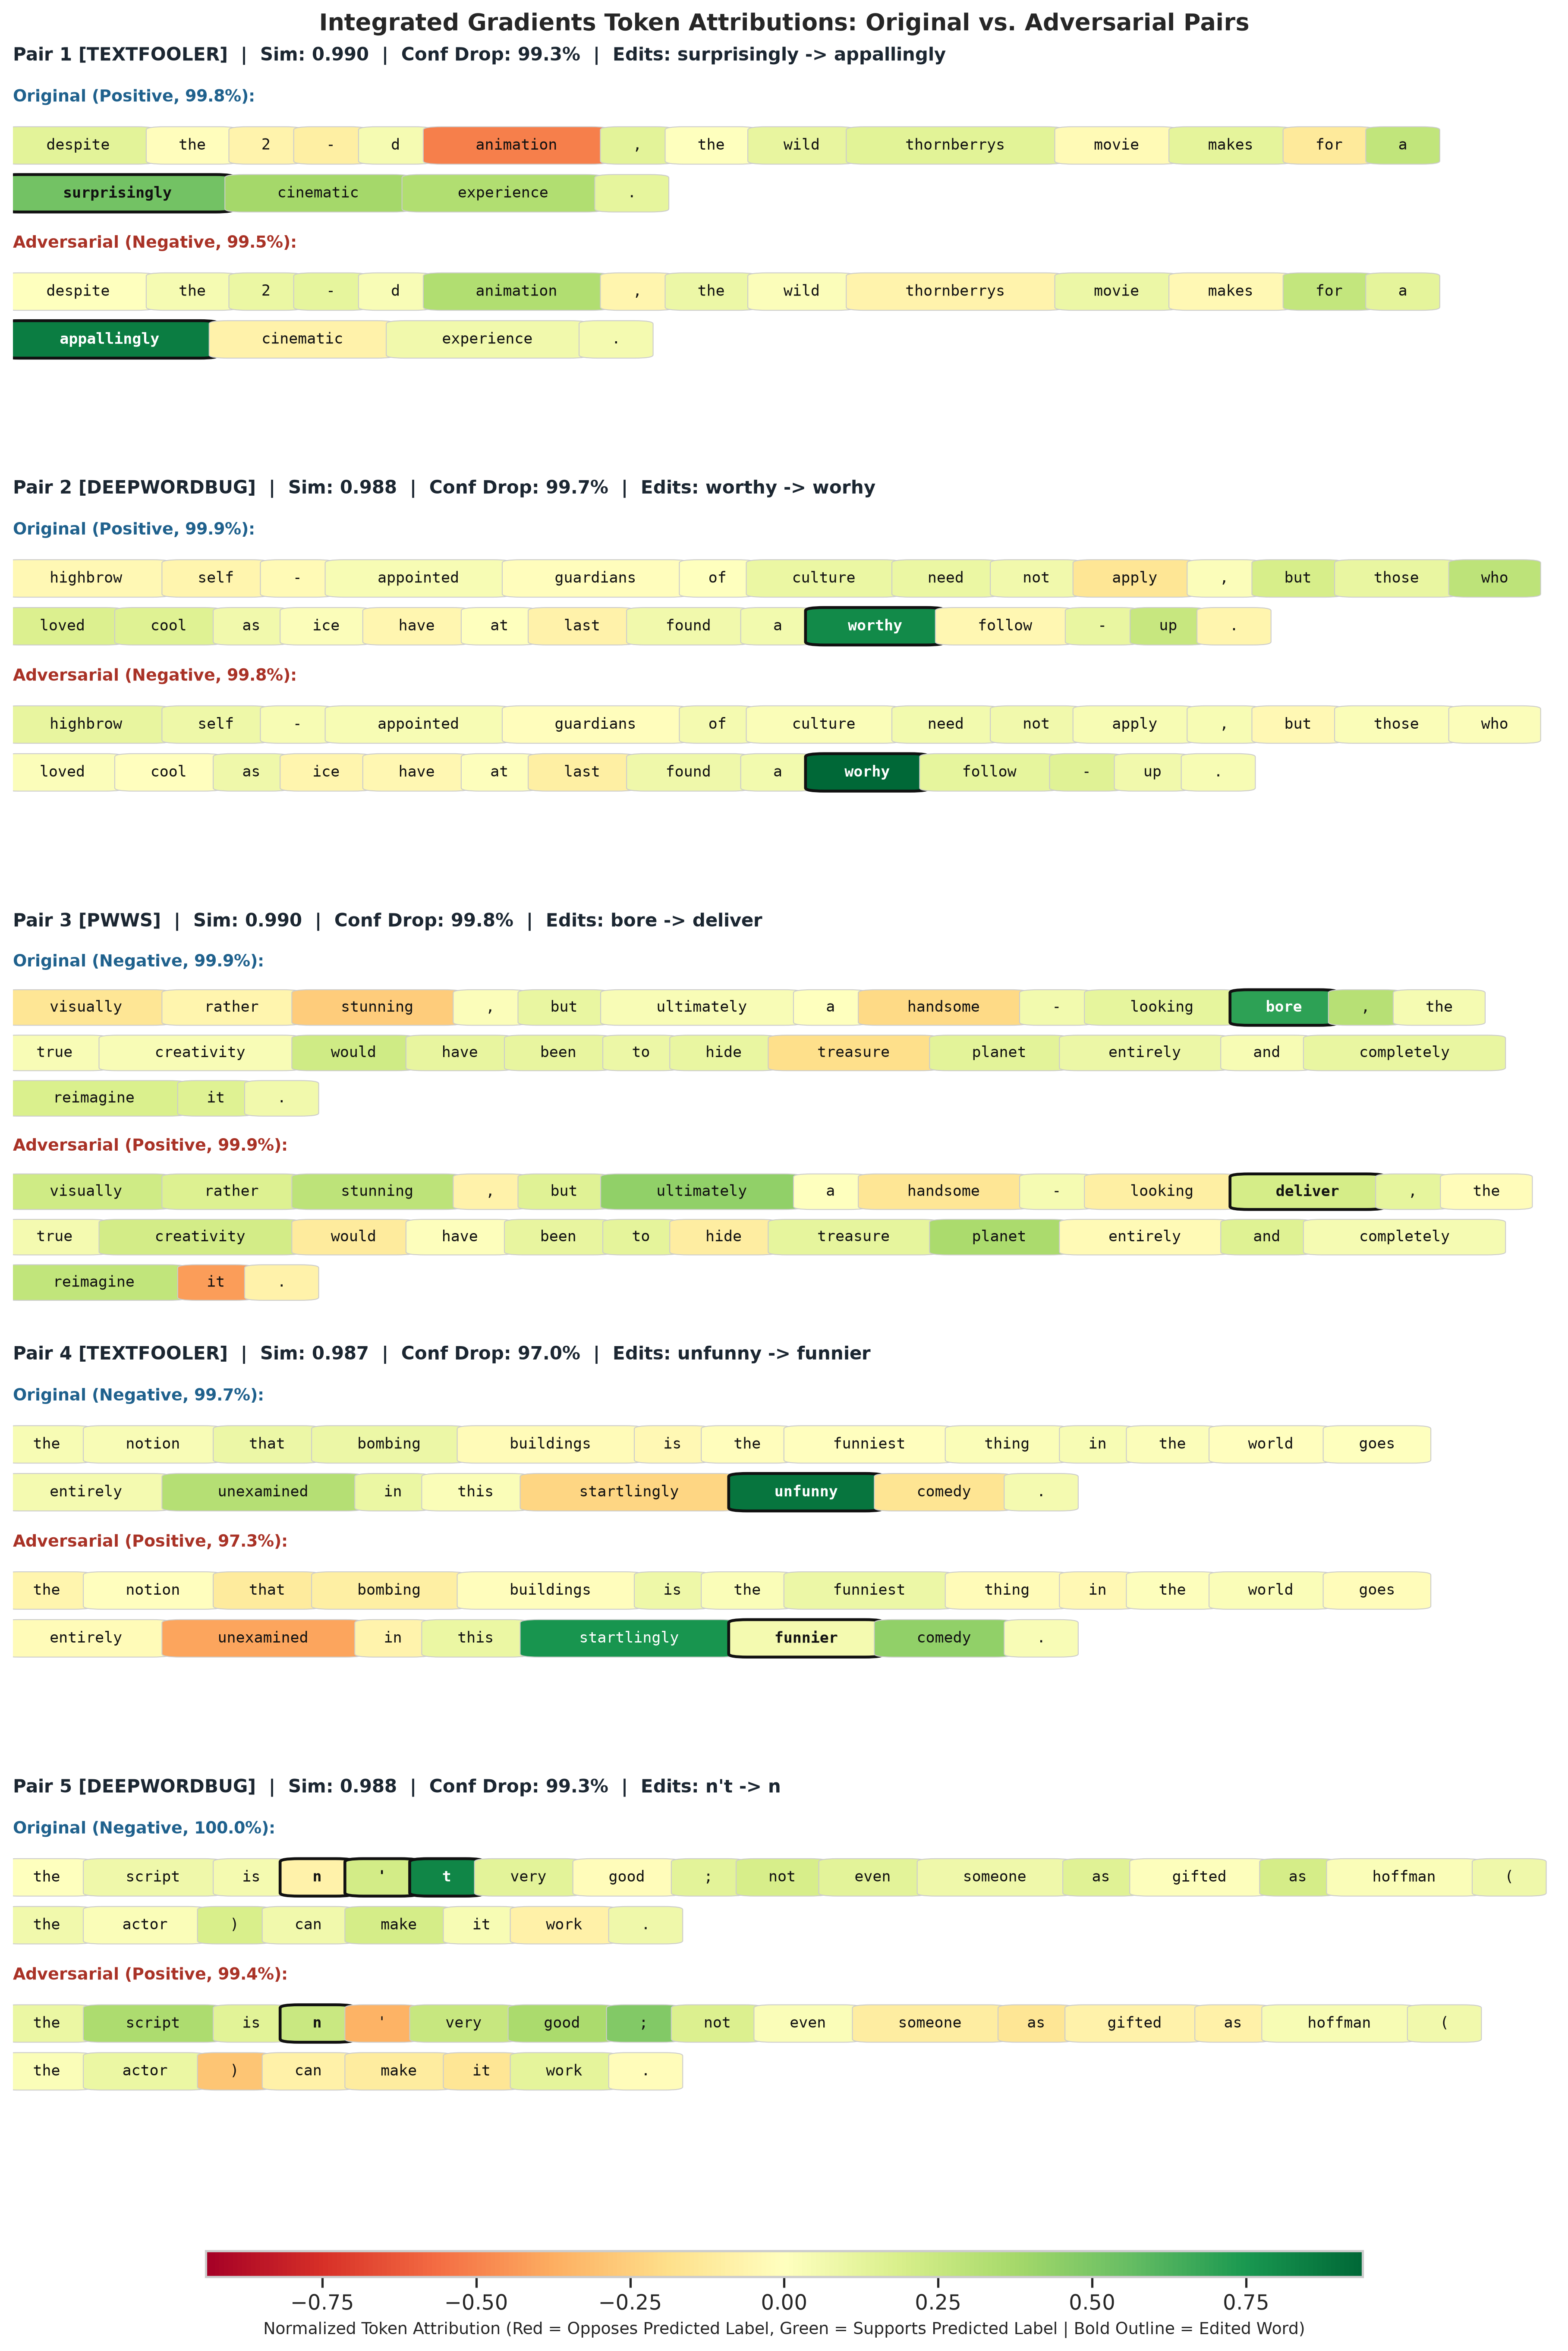 Integrated Gradients Token Attributions: Original vs. Adversarial Pairs
Pair 1 [TEXTFOOLER] | Sim: 0.990 | Conf Drop: 99.3% | Edits: surprisingly -> appallingly
Original (Positive, 99.8%):
despite the 2 - d animation , the wild thornberrys movie makes for a
surprisingly cinematic experience .
Adversarial (Negative, 99.5%):
despite the 2 - d animation , the wild thornberrys movie makes for a
appallingly cinematic experience .
Pair 2 [DEEPWORDBUG] | Sim: 0.988 | Conf Drop: 99.7% | Edits: worthy -> worhy
Original (Positive, 99.9%):
highbrow self - appointed guardians of culture need not apply , but those who
loved cool as ice have at last found a worthy follow - up .
Adversarial (Negative, 99.8%):
highbrow self - appointed guardians of culture need not apply , but those who
loved cool as ice have at last found a worhy follow - up .
Pair 3 [PWWS] | Sim: 0.990 | Conf Drop: 99.8% | Edits: bore -> deliver
Original (Negative, 99.9%):
visually rather stunning , but ultimately a handsome - looking bore , the
true creativity would have been to hide treasure planet entirely and completely
reimagine it .
Adversarial (Positive, 99.9%):
visually rather stunning , but ultimately a handsome - looking deliver , the
true creativity would have been to hide treasure planet entirely and completely
reimagine it .
Pair 4 [TEXTFOOLER] | Sim: 0.987 | Conf Drop: 97.0% | Edits: unfunny -> funnier
Original (Negative, 99.7%):
the notion that bombing buildings is the funniest thing in the world goes
entirely unexamined in this startlingly unfunny comedy .
Adversarial (Positive, 97.3%):
the notion that bombing buildings is the funniest thing in the world goes
entirely unexamined in this startlingly funnier comedy .
Pair 5 [DEEPWORDBUG] | Sim: 0.988 | Conf Drop: 99.3% | Edits: n't -> n
Original (Negative, 100.0%):
the script is n ' t very good ; not even someone as gifted as hoffman (
the actor ) can make it work .
Adversarial (Positive, 99.4%):
the script is n ' very good ; not even someone as gifted as hoffman (
the actor ) can make it work .
−0.75 −0.50 −0.25 0.00 0.25 0.50 0.75
Normalized Token Attribution (Red = Opposes Predicted Label, Green = Supports Predicted Label | Bold Outline = Edited Word)